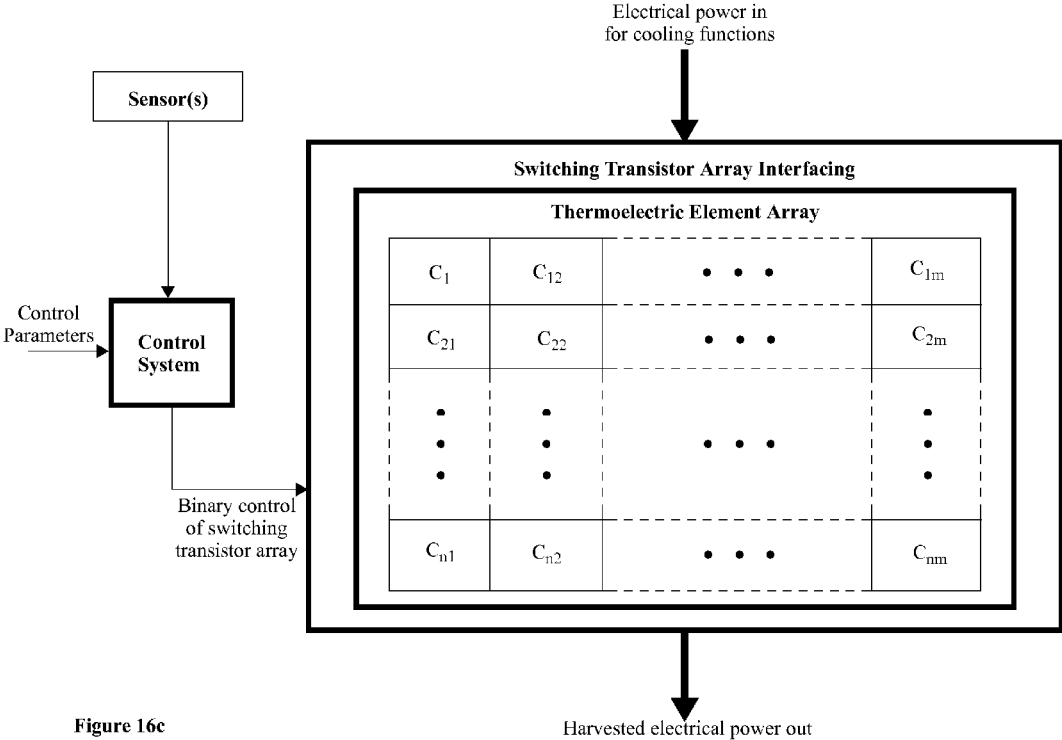 Electrical power in
for cooling functions
Sensor(s)
Switching Transistor Array Interfacing
Thermoelectric Element Array
C1 C12 C1m
Control
Parameters
Control
System
C21 C22 C2m
Binary control
of switching
transistor array
Cn1 Cn2 Cnm
Figure 16c
Harvested electrical power out